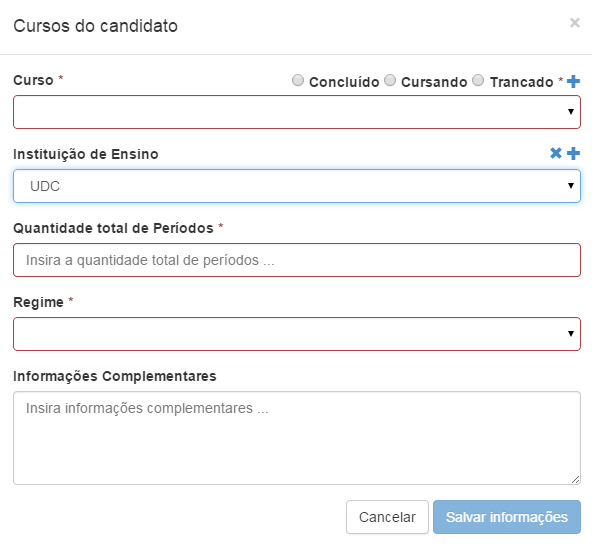 Cursos do candidato ×
Curso * Concluído Cursando Trancado *
Instituição de Ensino
UDC
Quantidade total de Períodos *
Insira a quantidade total de períodos ...
Regime *
Informações Complementares
Insira informações complementares ...
Cancelar Salvar informações